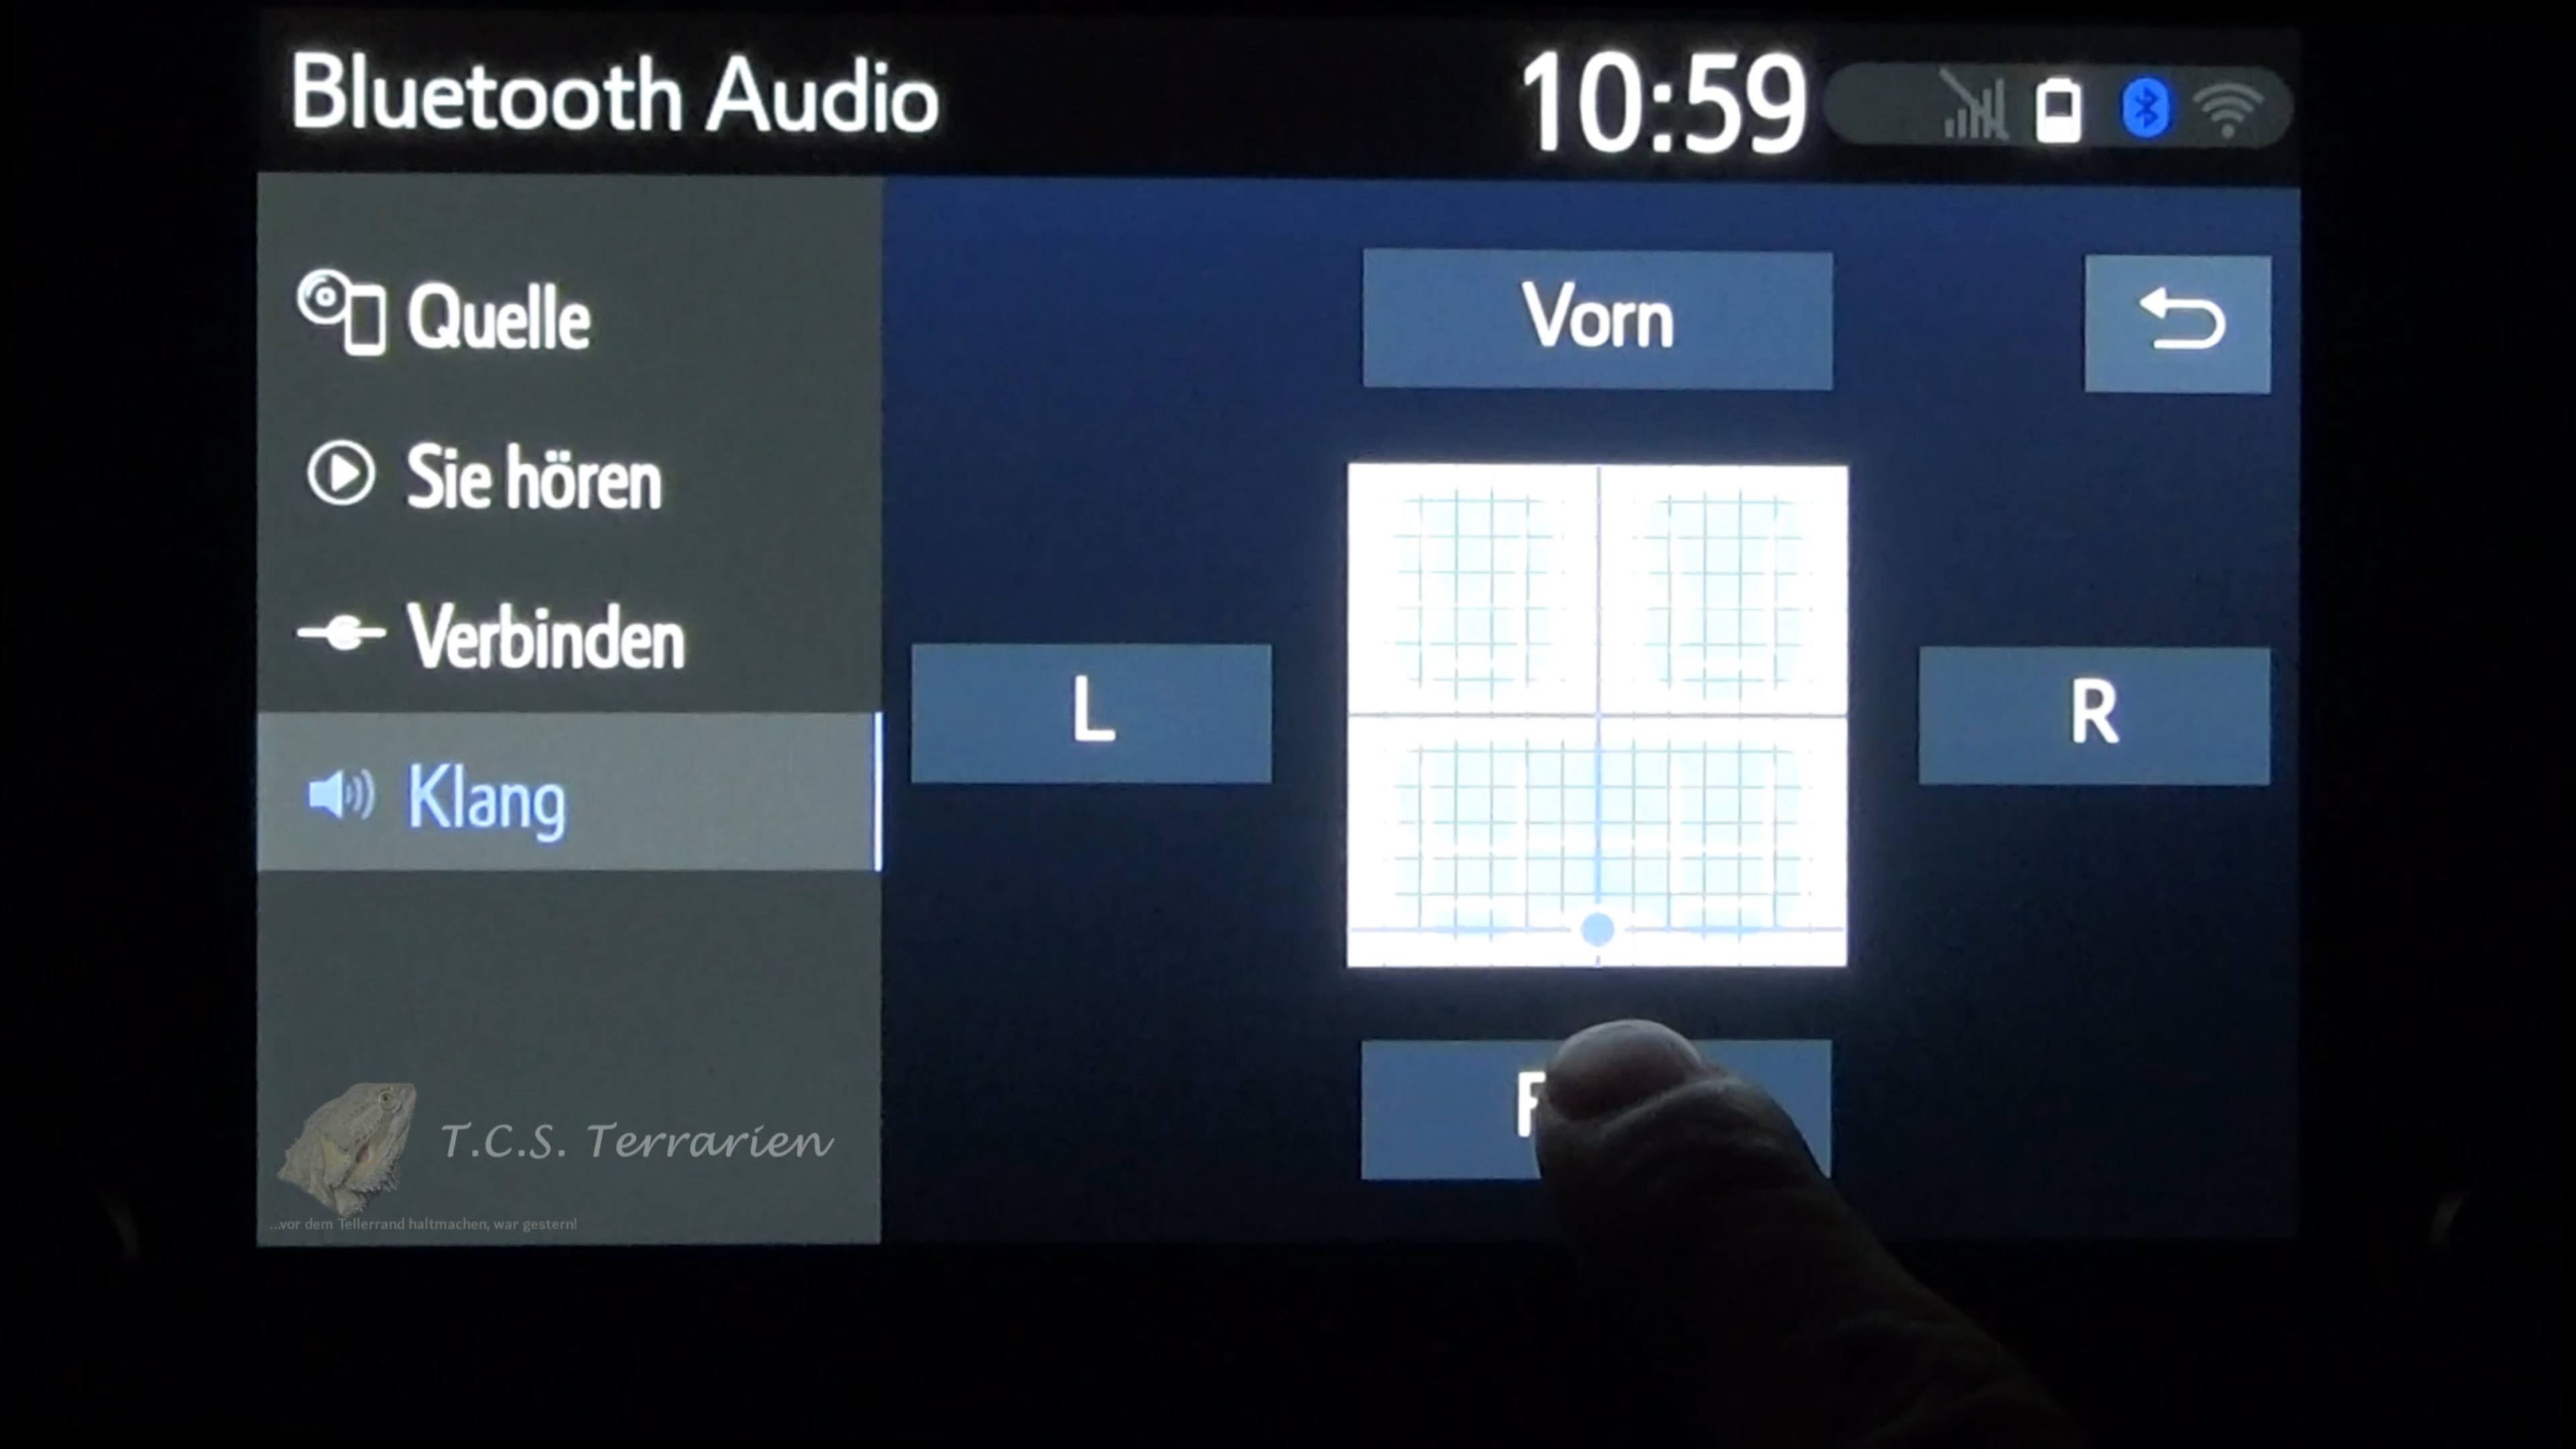 Bluetooth Audio
10:59
Quelle
Vorn
Sie hören
Verbinden
L
R
Klang
T.C.S. Terrarien
...vor dem Tellerrand haltmachen, war gestern!